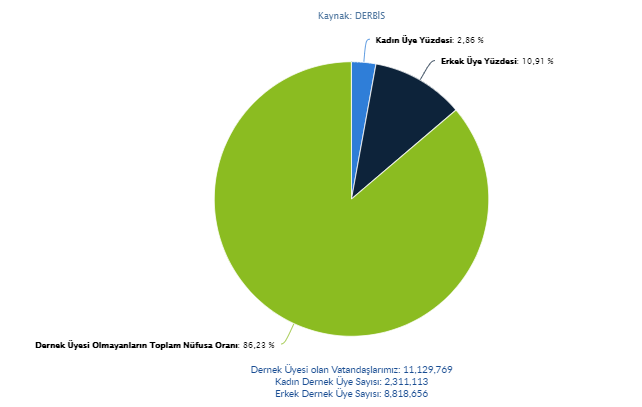 Kaynak: DERBİS
Kadın Üye Yüzdesi: 2,86 %
Erkek Üye Yüzdesi: 10,91 %
Dernek Üyesi Olmayanların Toplam Nüfusa Oranı: 86,23 %
Dernek Üyesi olan Vatandaşlarımız: 11,129,769
Kadın Dernek Üye Sayısı: 2,311,113
Erkek Dernek Üye Sayısı: 8,818,656